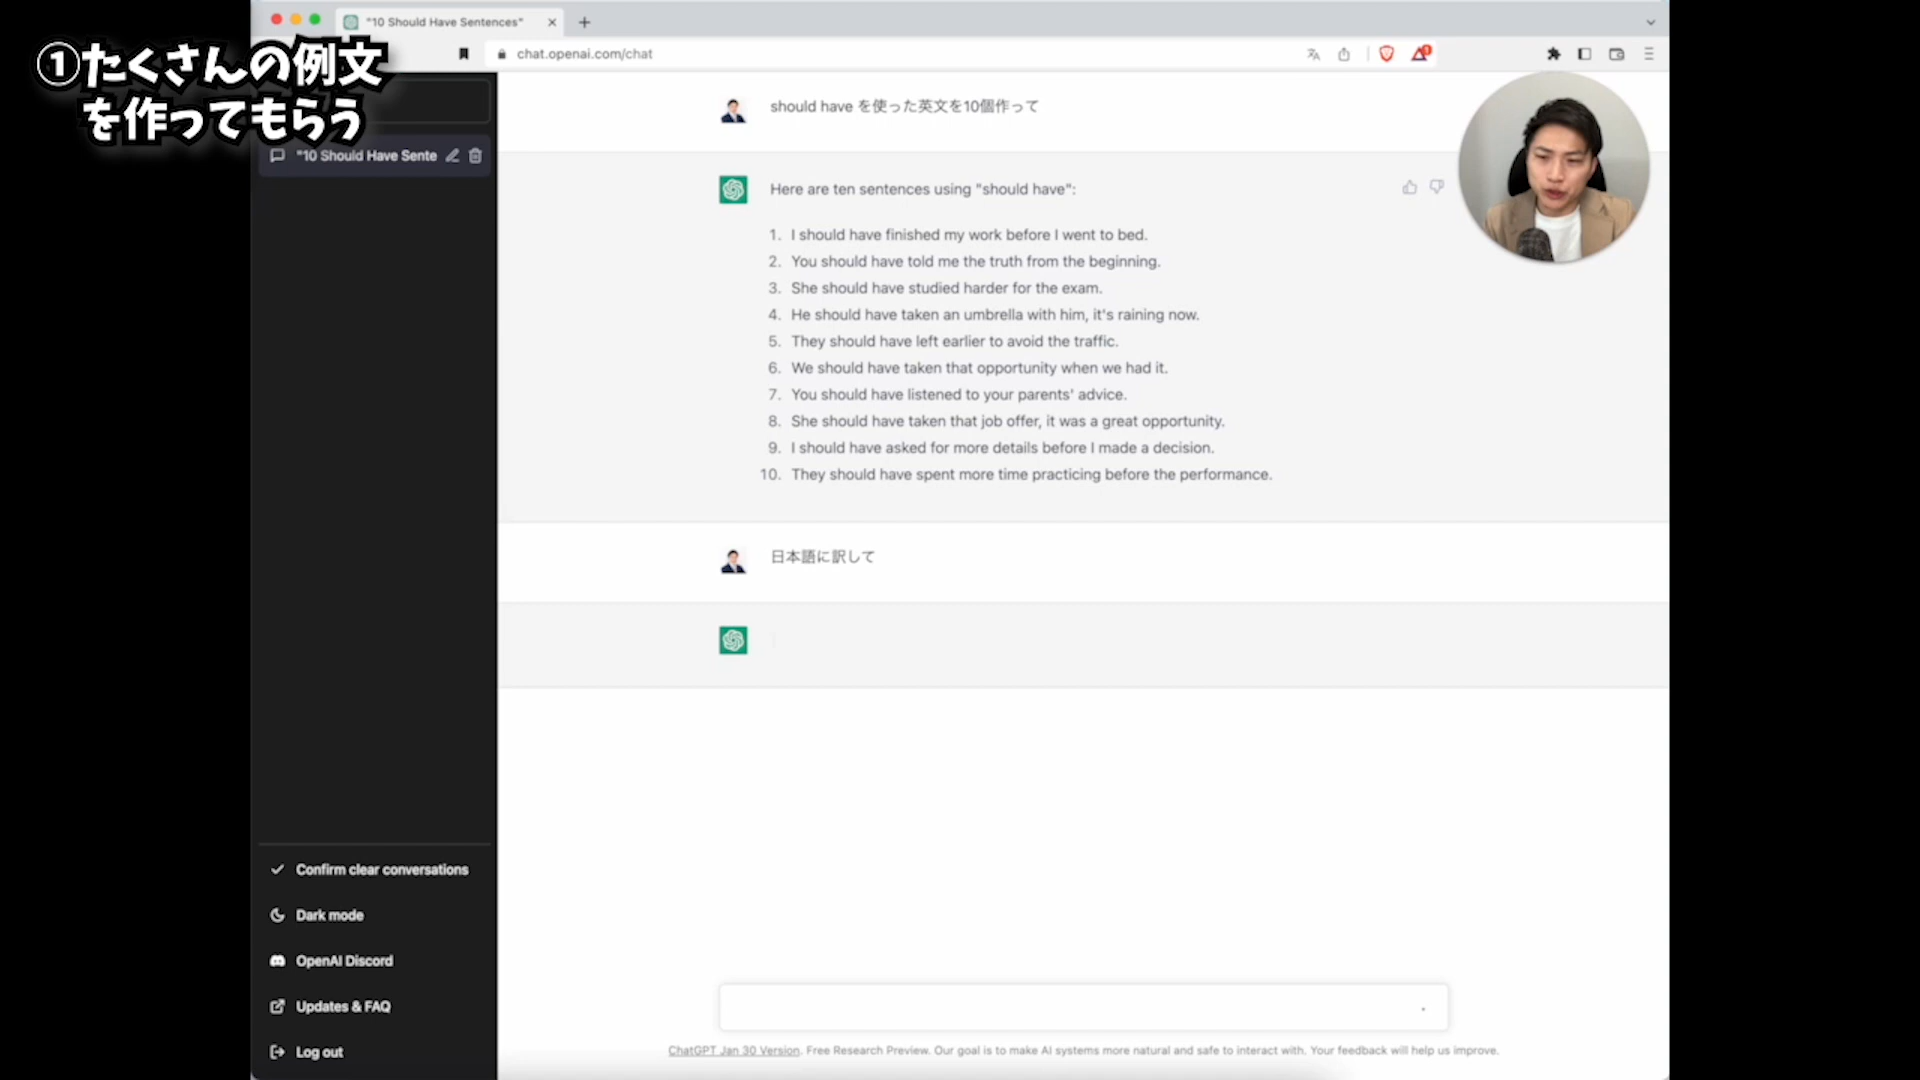 ①たくさんの例文
を作ってもらう
"10 Should Have Sentences"
chat.openai.com/chat
"10 Should Have Sente
should have を使った英文を10個作って
Here are ten sentences using "should have":
1. I should have finished my work before I went to bed.
2. You should have told me the truth from the beginning.
3. She should have studied harder for the exam.
4. He should have taken an umbrella with him, it's raining now.
5. They should have left earlier to avoid the traffic.
6. We should have taken that opportunity when we had it.
7. You should have listened to your parents' advice.
8. She should have taken that job offer, it was a great opportunity.
9. I should have asked for more details before I made a decision.
10. They should have spent more time practicing before the performance.
日本語に訳して
Confirm clear conversations
Dark mode
OpenAI Discord
Updates & FAQ
Log out
ChatGPT Jan 30 Version. Free Research Preview. Our goal is to make AI systems more natural and safe to interact with. Your feedback will help us improve.